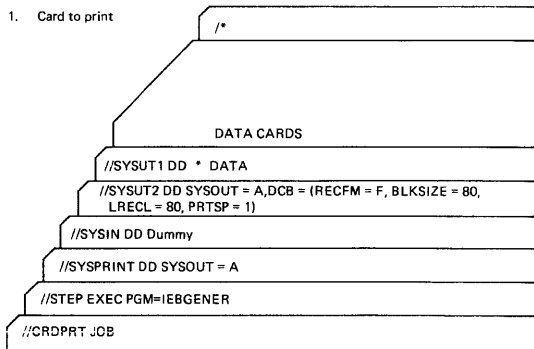 1. Card to print
/*
DATA CARDS
//SYSUT1 DD * DATA
//SYSUT2 DD SYSOUT = A,DCB = (RECFM = F, BLKSIZE = 80,
LRECL = 80, PRTSP = 1)
//SYSIN DD Dummy
//SYSPRINT DD SYSOUT = A
//STEP EXEC PGM=IEBGENER
//CRDPRT JOB